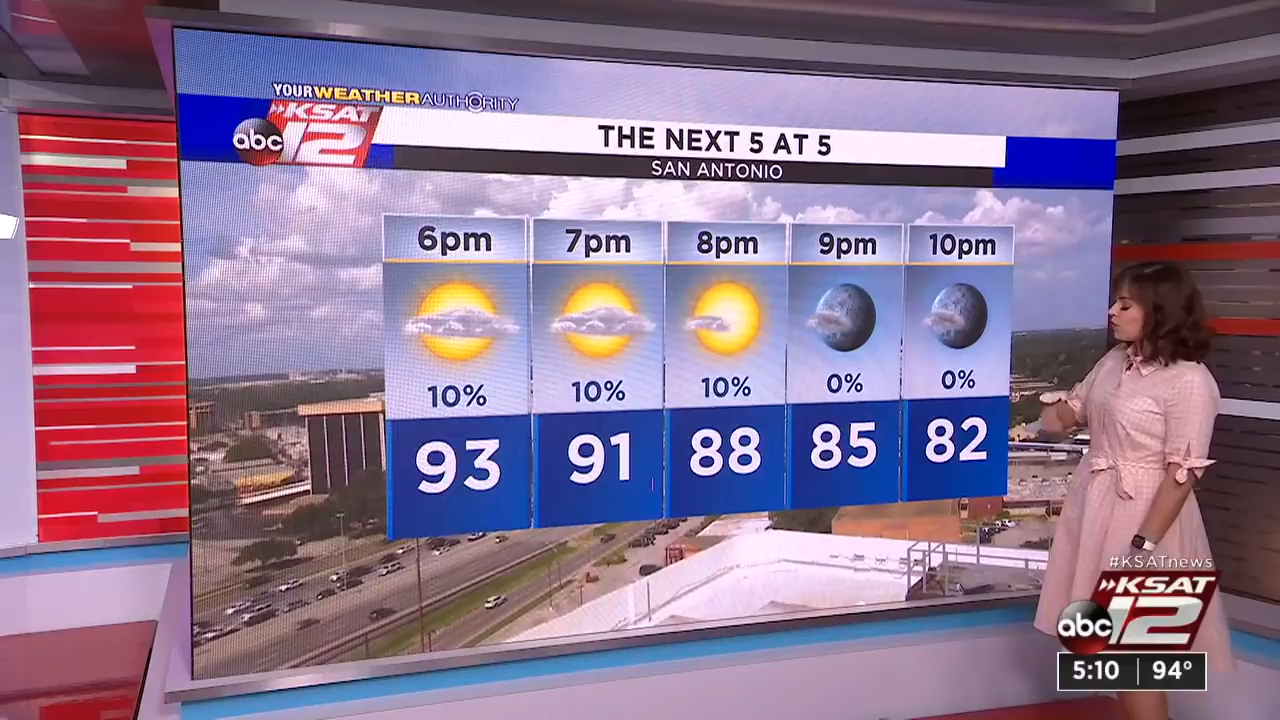 YOUR WEATHER AUTHORITY
»KSAT
abc 12
THE NEXT 5 AT 5
SAN ANTONIO
6pm 7pm 8pm 9pm 10pm
10% 10% 10% 0% 0%
93 91 88 85 82
#KSATnews
»KSAT
abc 12
5:10 94°